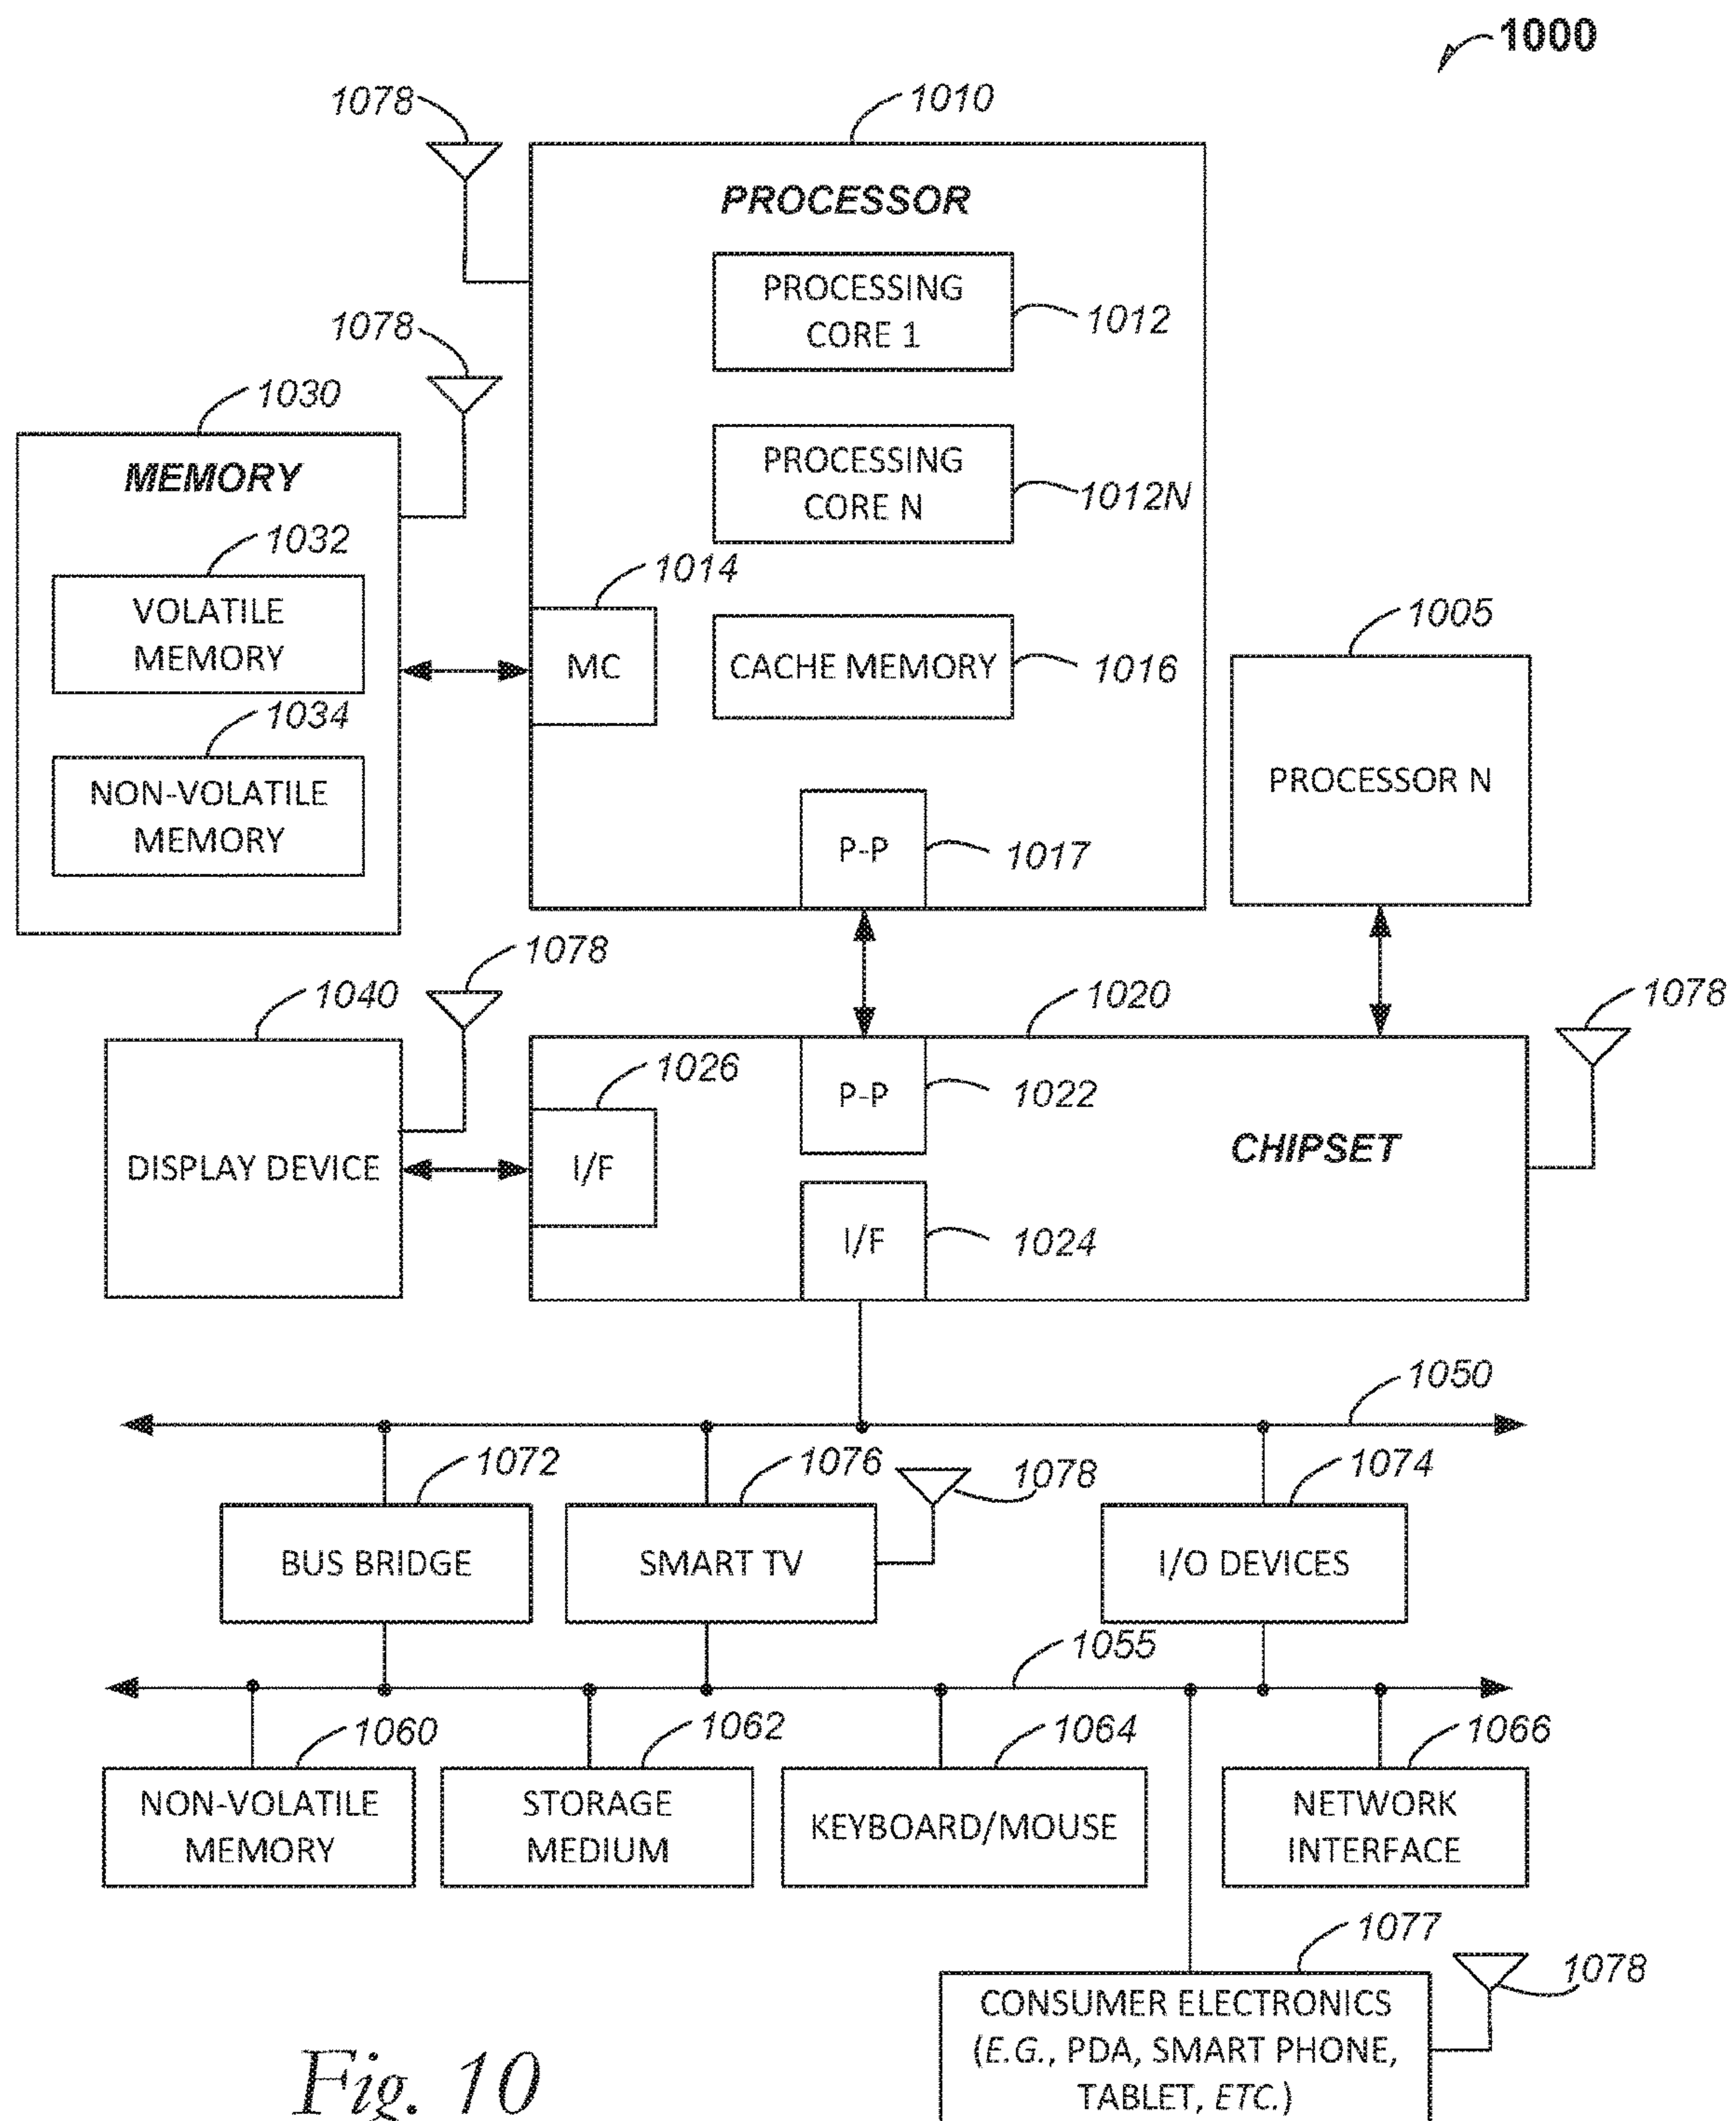 1000
1078
1010
PROCESSOR
PROCESSING
CORE 1
1012
1078
1030
MEMORY
PROCESSING
CORE N
1012N
1032
VOLATILE
MEMORY
1014
MC
CACHE MEMORY
1016
1005
PROCESSOR N
1034
NON-VOLATILE
MEMORY
P-P
1017
1040
1078
1020
1078
DISPLAY DEVICE
1026
I/F
P-P
1022
CHIPSET
I/F
1024
1050
1072
1076
1078
1074
BUS BRIDGE
SMART TV
I/O DEVICES
1055
1060
1062
1064
1066
NON-VOLATILE
MEMORY
STORAGE
MEDIUM
KEYBOARD/MOUSE
NETWORK
INTERFACE
1077
1078
CONSUMER ELECTRONICS
(E.G., PDA, SMART PHONE,
TABLET, ETC.)
Fig. 10